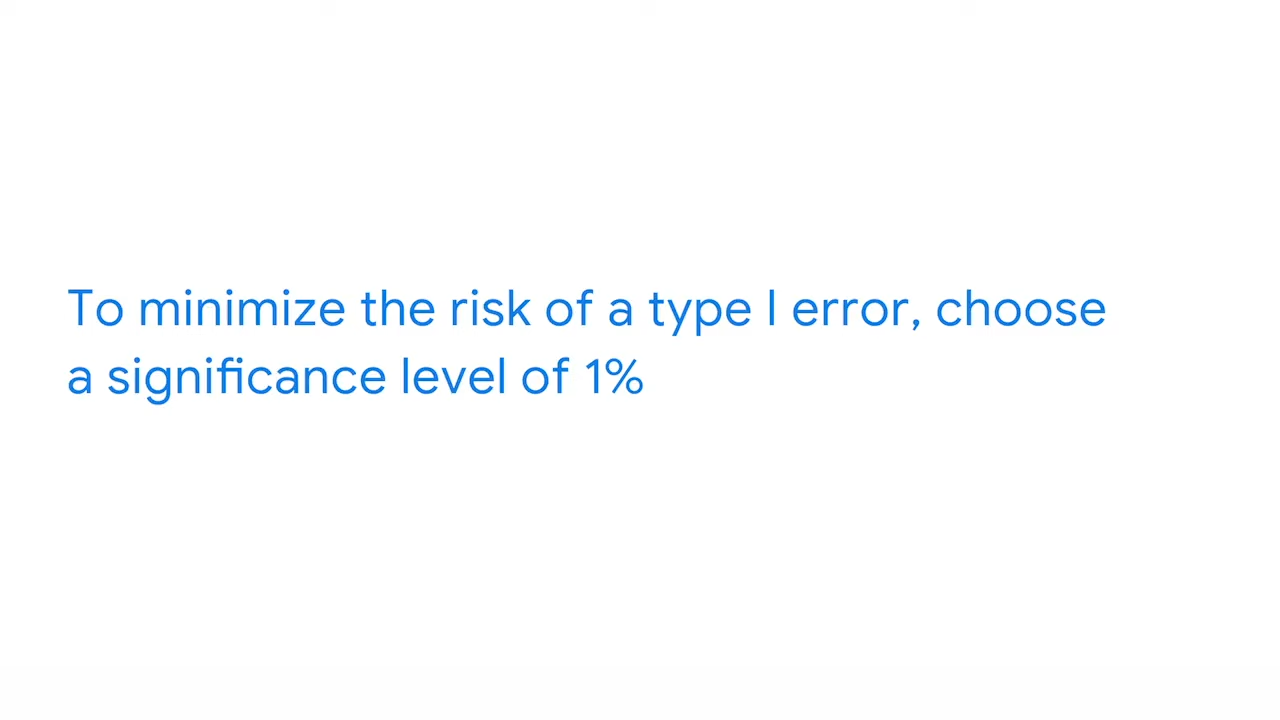 To minimize the risk of a type I error, choose
a significance level of 1%